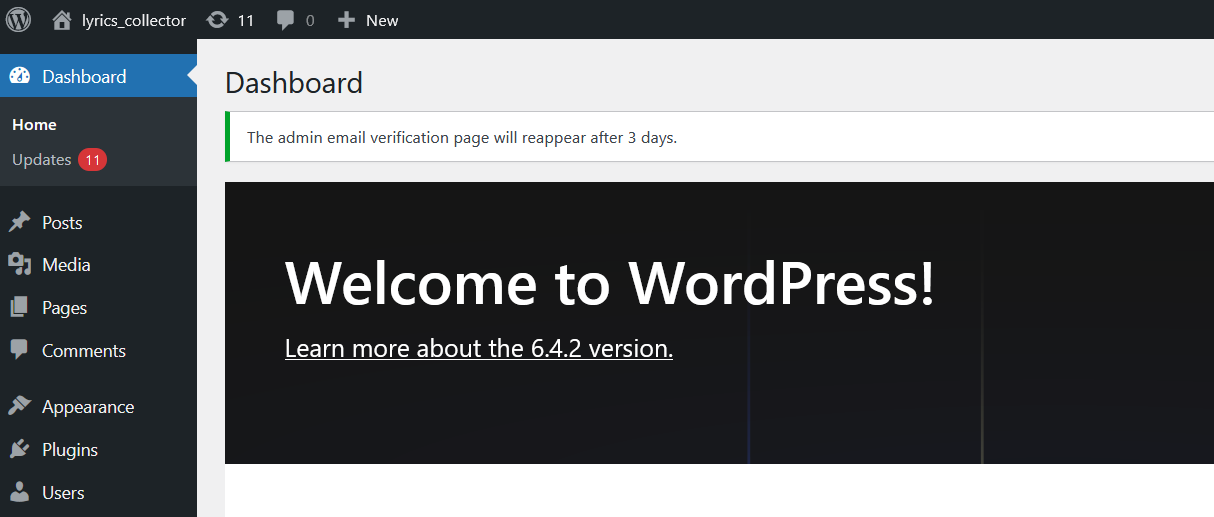 lyrics_collector 11 0 New
Dashboard
Home
Updates 11
Posts
Media
Pages
Comments
Appearance
Plugins
Users
Dashboard
The admin email verification page will reappear after 3 days.
Welcome to WordPress!
Learn more about the 6.4.2 version.